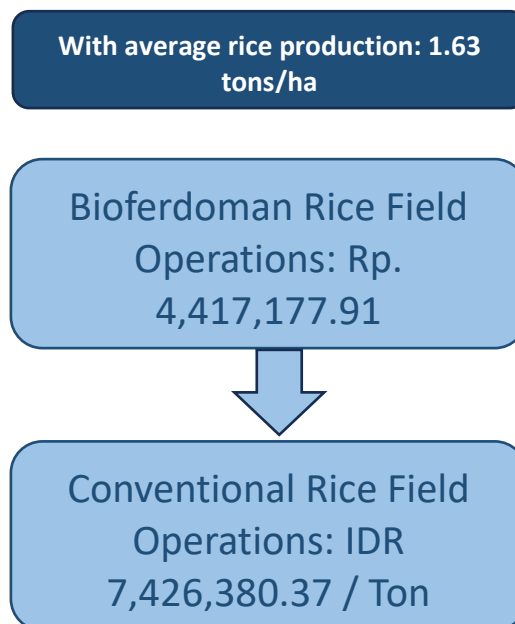 With average rice production: 1.63
tons/ha
Bioferdoman Rice Field
Operations: Rp.
4,417,177.91
Conventional Rice Field
Operations: IDR
7,426,380.37 / Ton